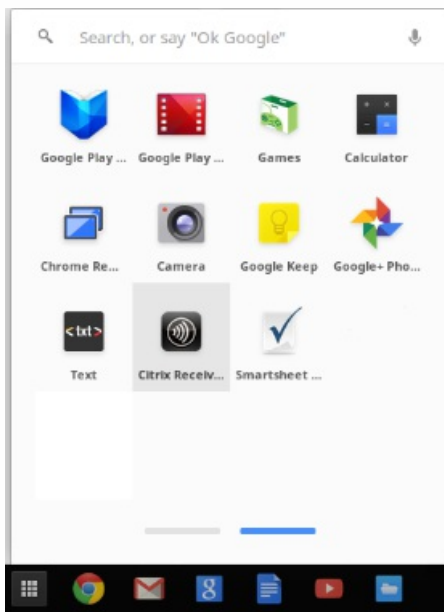 Search, or say "Ok Google"
Google Play ... Google Play ... Games Calculator
Chrome Re... Camera Google Keep Google+ Pho...
<txt>
Text Citrix Receiv... Smartsheet ...
8